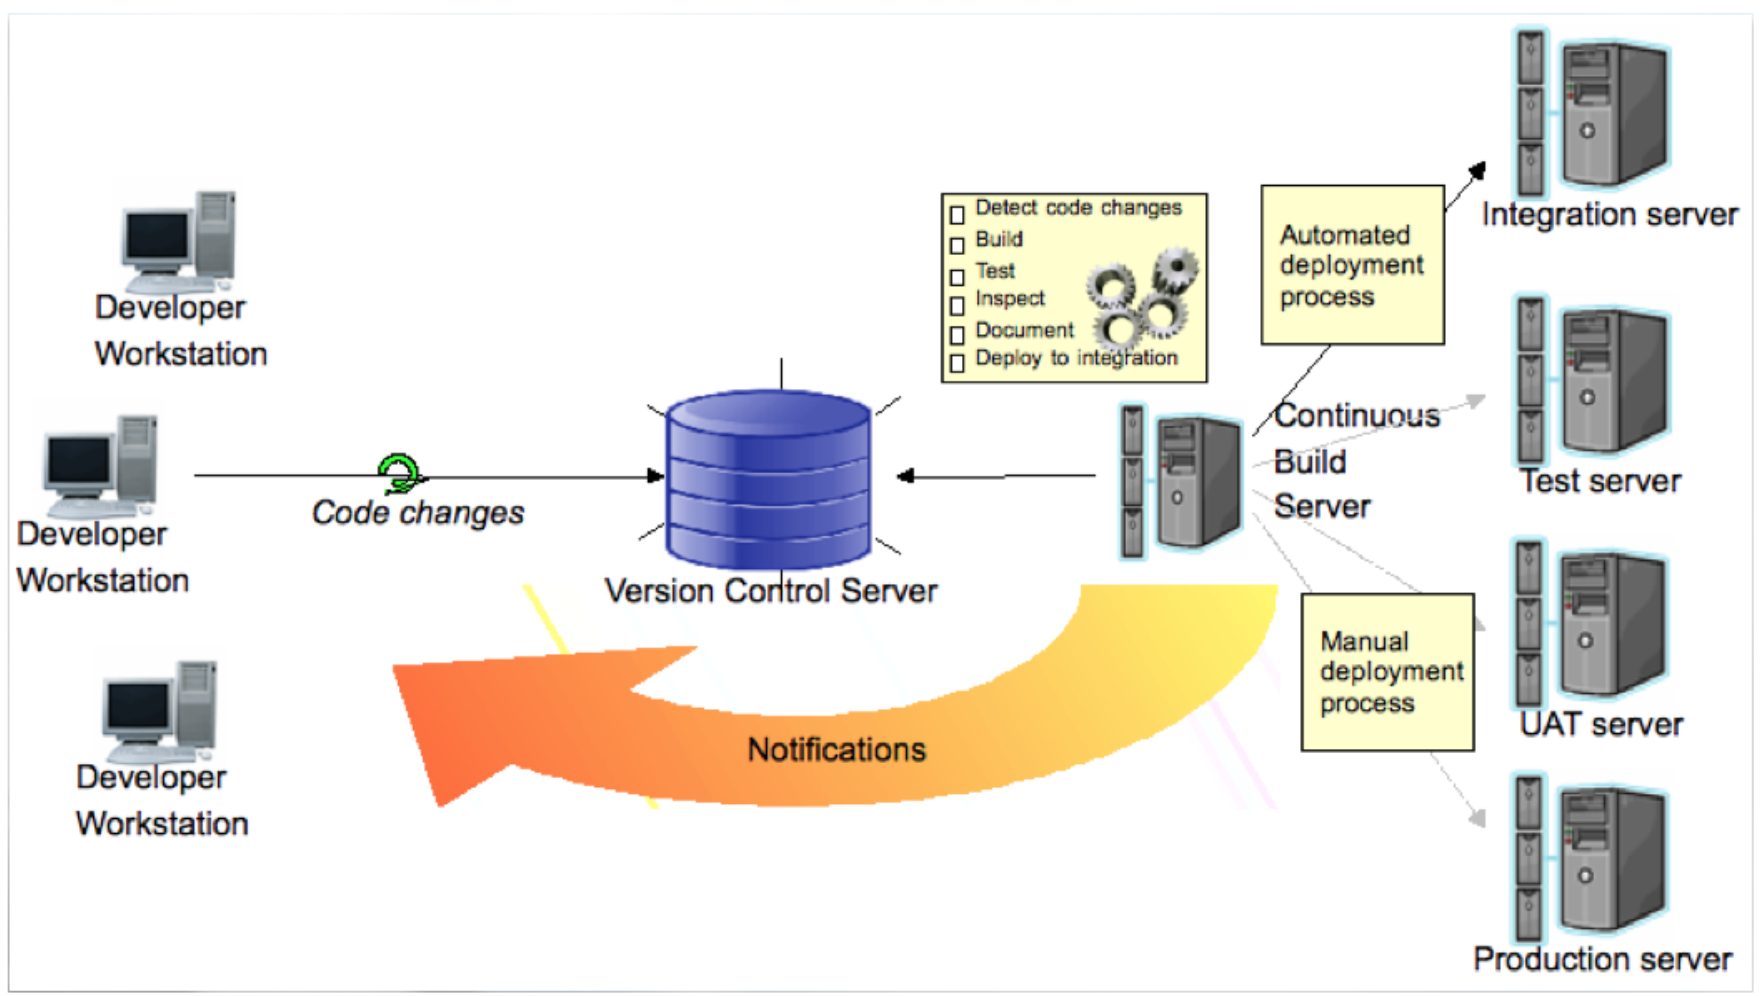 Developer
Workstation
Developer
Workstation
Developer
Workstation
Code changes
Version Control Server
Notifications
Detect code changes
Build
Test
Inspect
Document
Deploy to integration
Continuous
Build
Server
Automated
deployment
process
Manual
deployment
process
Integration server
Test server
UAT server
Production server